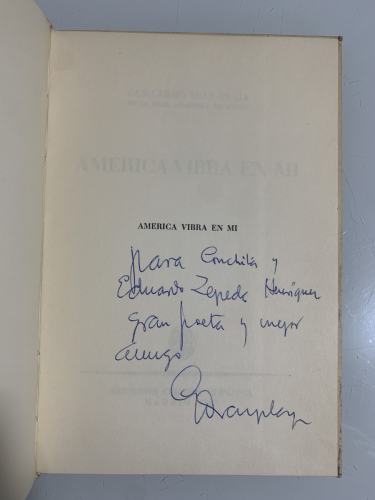 AMERICA VIBRA EN MI
para Conchita y
Eduardo Zepeda Henríquez
gran poeta y mejor
amigo